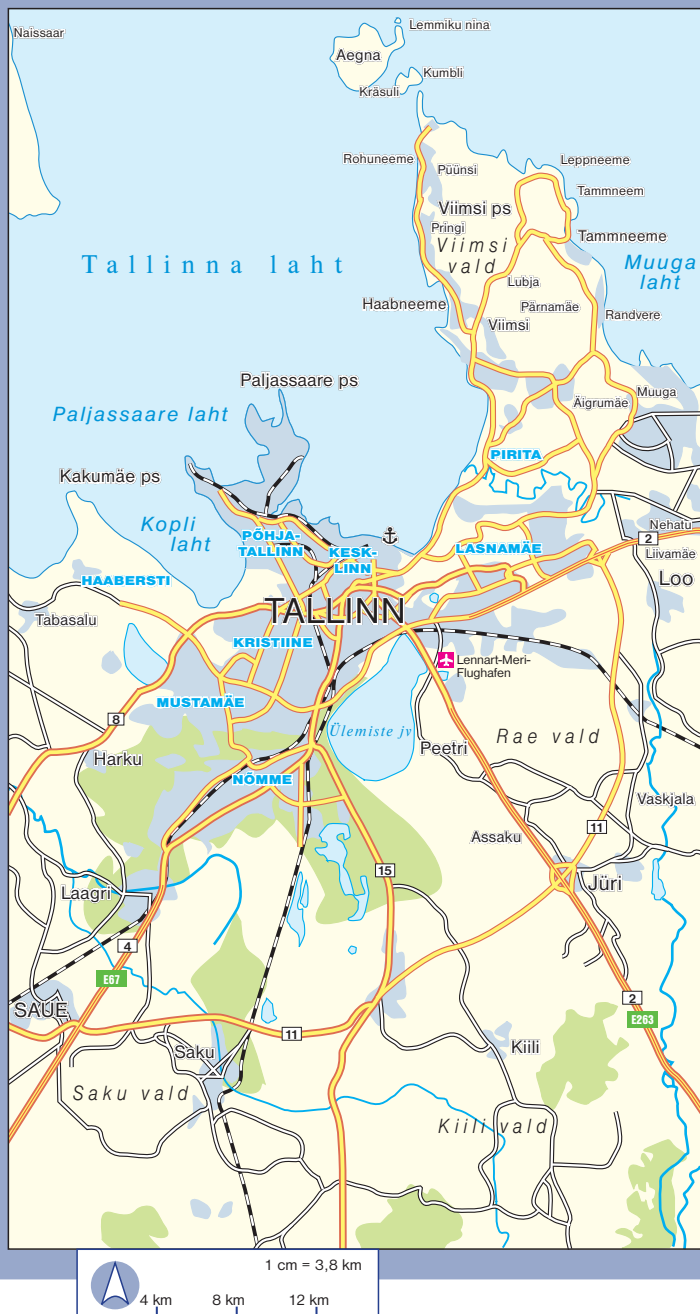 Naissaar
Lemmiku nina
Aegna
Kumbli
Kräsuli
Rohuneeme
Püünsi
Leppneeme
Tammneem
Viimsi ps
Pringi
Viimsi
vald
Tammneeme
Tallinna laht
Muuga
laht
Lubja
Haabneeme
Pärnamäe
Randvere
Viimsi
Paljassaare ps
Äigrumäe
Muuga
Paljassaare laht
PIRITA
Kakumäe ps
Kopli
laht
PÕHJA-
TALLINN
KESK-
LINN
LASNAMÄE
Nehatu
2
Liivamäe
Loo
HAABERSTI
TALLINN
Tabasalu
KRISTIINE
Lennart-Meri-
Flughafen
MUSTAMÄE
8
Ülemiste jv
Rae vald
Peetri
Harku
NÕMME
Vaskjala
11
Assaku
15
Jüri
Laagri
4
E67
2
E263
SAUE
11
Saku
Kiili
Saku vald
Kiili vald
1 cm = 3,8 km
4 km
8 km
12 km